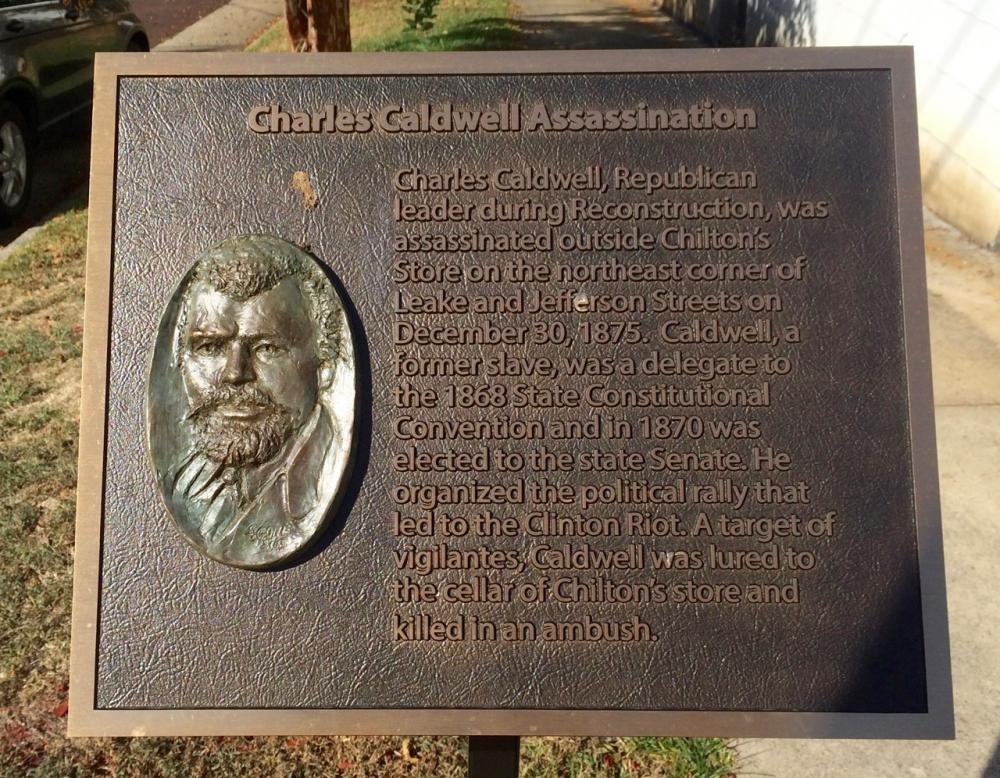 Charles Caldwell Assassination
Charles Caldwell, Republican
leader during Reconstruction, was
assassinated outside Chilton's
Store on the northeast corner of
Leake and Jefferson Streets on
December 30, 1875. Caldwell, a
former slave, was a delegate to
the 1868 State Constitutional
Convention and in 1870 was
elected to the state Senate. He
organized the political rally that
led to the Clinton Riot. A target of
vigilantes, Caldwell was lured to
the cellar of Chilton's store and
killed in an ambush.